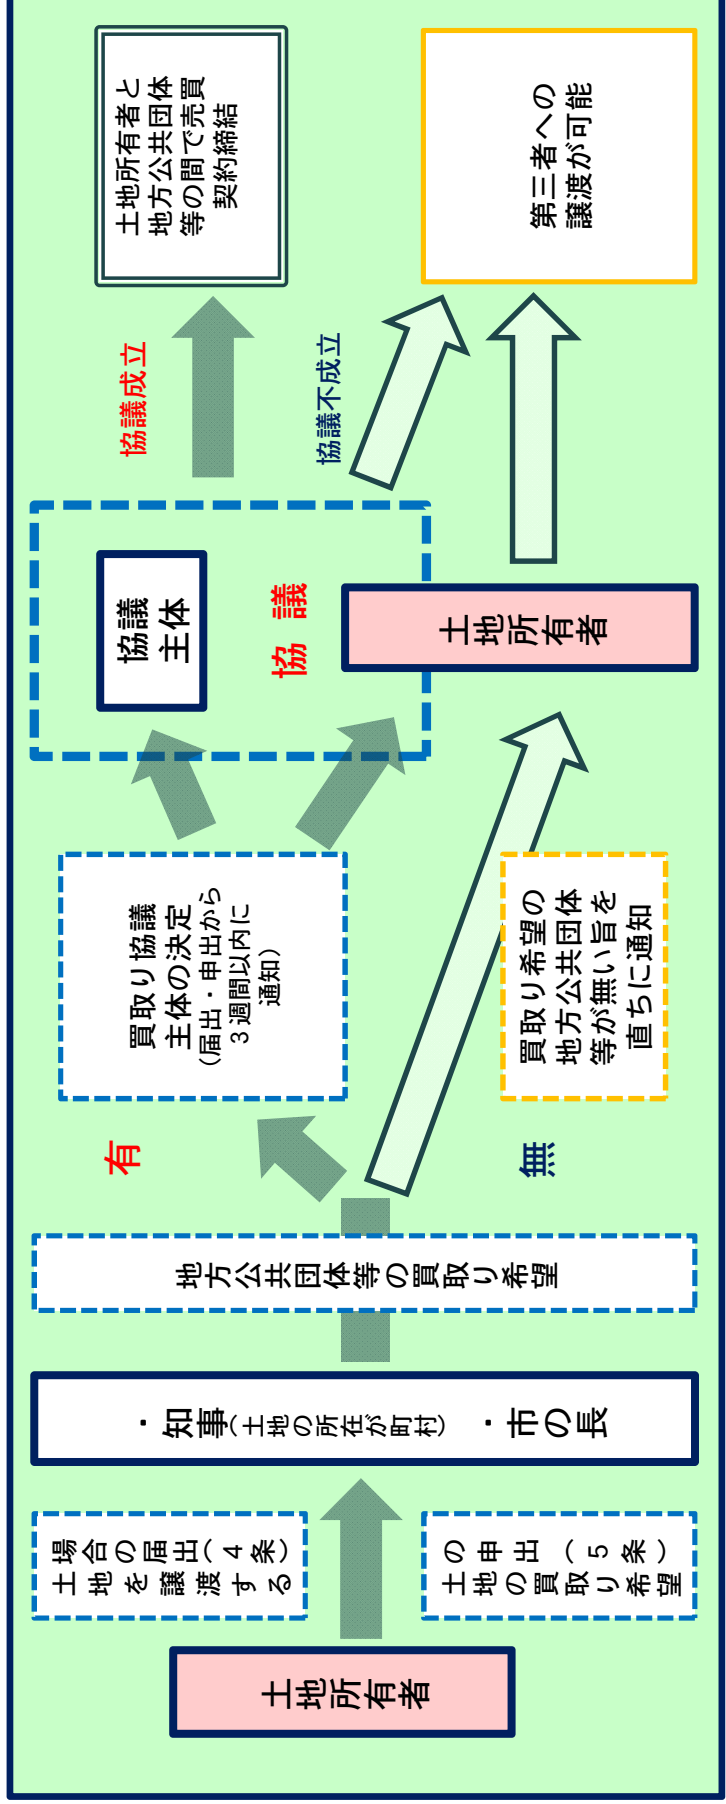 土地所有者
土地を譲渡する
場合の届出(４条)
土地の買取り希望
の申出(５条)
・知事(土地の所在が町村)　・市の長
地方公共団体等の買取り希望
有
無
買取り協議
主体の決定
(届出・申出から
３週間以内に
通知)
買取り希望の
地方公共団体
等が無い旨を
直ちに通知
協議
主体
協議
土地所有者
協議成立
協議不成立
土地所有者と
地方公共団体
等の間で売買
契約締結
第三者への
譲渡が可能